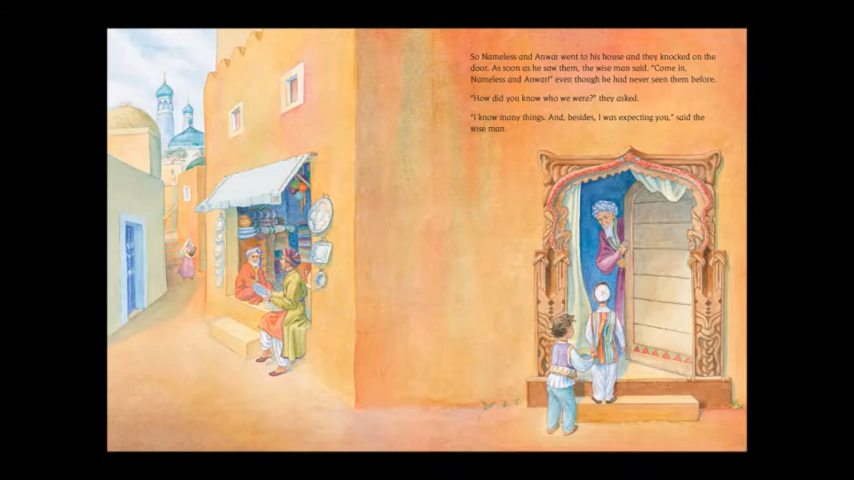 So Nameless and Anwar went to his house and they knocked on the
door. As soon as he saw them, the wise man said, "Come in,
Nameless and Anwar!" even though he had never seen them before.
"How did you know who we were?" they asked.
"I know many things. And, besides, I was expecting you," said the
wise man.